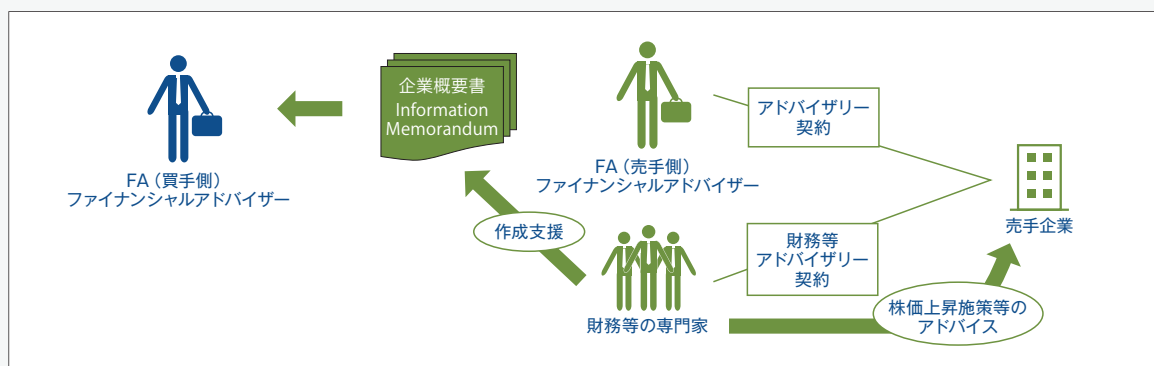 企業概要書
Information
Memorandum
FA（買手側）
ファイナンシャルアドバイザー
FA（売手側）
ファイナンシャルアドバイザー
アドバイザリー
契約
売手企業
作成支援
財務等
アドバイザリー
契約
財務等の専門家
株価上昇施策等の
アドバイス